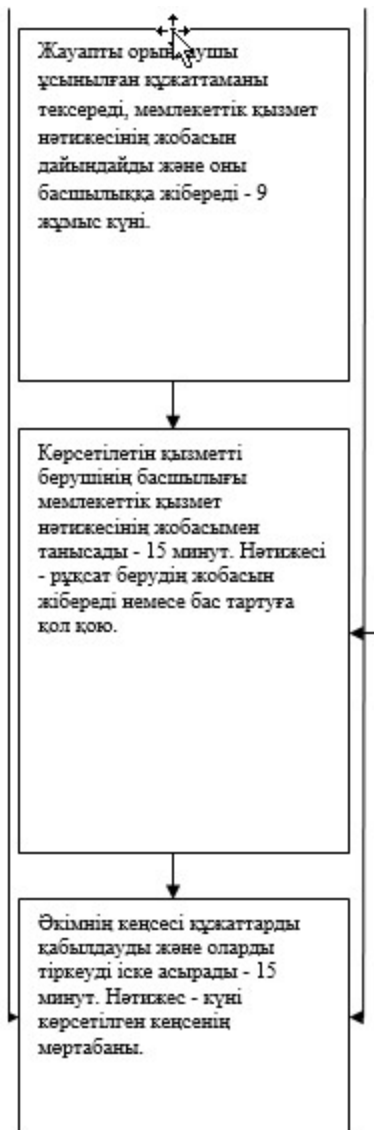 Жауапты орындаушы
ұсынылған құжаттаманы
тексереді, мемлекеттік қызмет
нәтижесінің жобасын
дайындайды және оны
басшылыққа жібереді - 9
жұмыс күні.
Көрсетілетін қызметті
берушінің басшылығы
мемлекеттік қызмет
нәтижесінің жобасымен
танысады - 15 минут. Нәтижесі
- рұқсат берудің жобасын
жібереді немесе бас тартуға
қол қою.
Әкімнің кеңсесі құжаттарды
қабылдауды және оларды
тіркеуді іске асырады - 15
минут. Нәтижес - күні
көрсетілген кеңсенің
мөртабаны.